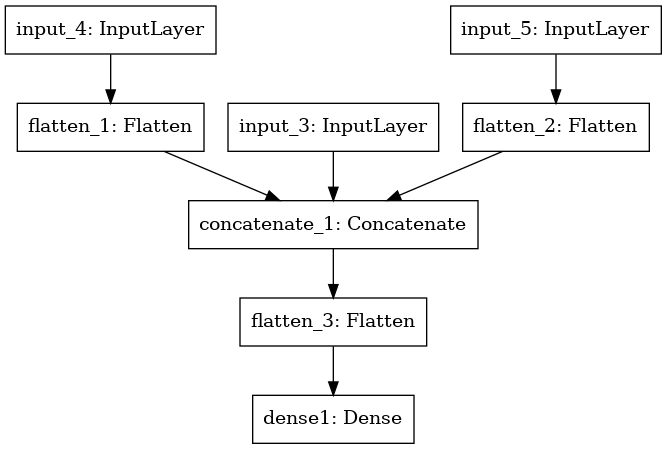 input_4: InputLayer
input_5: InputLayer
flatten_1: Flatten
input_3: InputLayer
flatten_2: Flatten
concatenate_1: Concatenate
flatten_3: Flatten
dense1: Dense